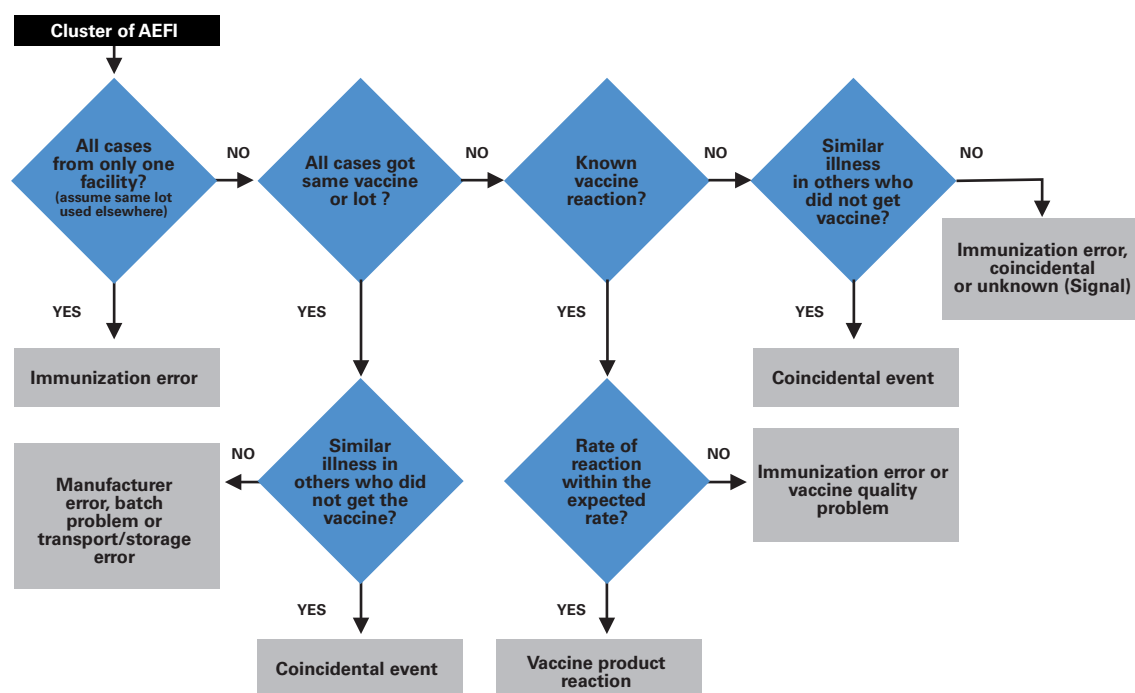 Cluster of AEFI
All cases
from only one
facility?
(assume same lot
used elsewhere)
NO
All cases got
same vaccine
or lot ?
NO
Known
vaccine
reaction?
NO
Similar
illness
in others who
did not get
vaccine?
NO
Immunization error,
coincidental
or unknown (Signal)
YES
YES
YES
YES
Immunization error
Coincidental event
NO
Similar
illness in
others who did
not get the
vaccine?
Rate of
reaction
within the
expected
rate?
NO
Manufacturer
error, batch
problem or
transport/storage
error
Immunization error or
vaccine quality
problem
YES
YES
Coincidental event
Vaccine product
reaction